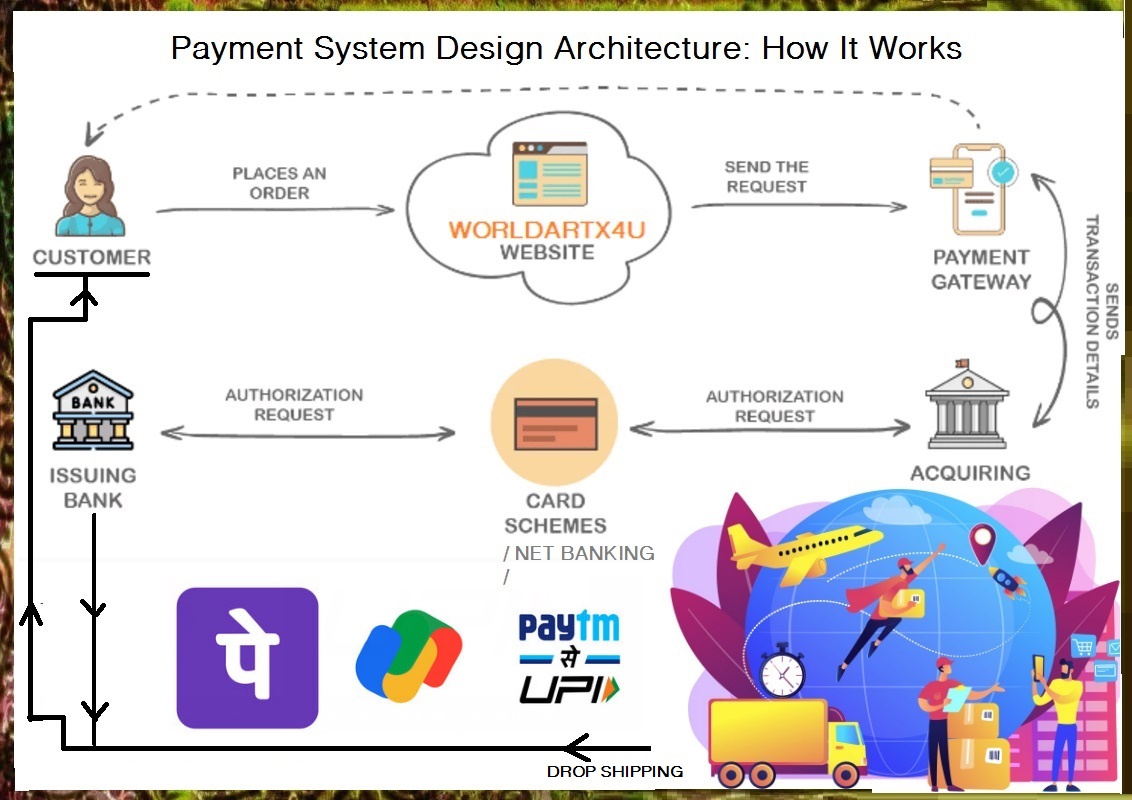 Payment System Design Architecture: How It Works
PLACES AN
ORDER
SEND THE
REQUEST
WORLDARTX4U
WEBSITE
CUSTOMER
PAYMENT
GATEWAY
SENDS
TRANSACTION DETAILS
BANK
AUTHORIZATION
REQUEST
AUTHORIZATION
REQUEST
ISSUING
BANK
CARD
SCHEMES
/ NET BANKING
/
ACQUIRING
पे
paytm
से
UPI
DROP SHIPPING